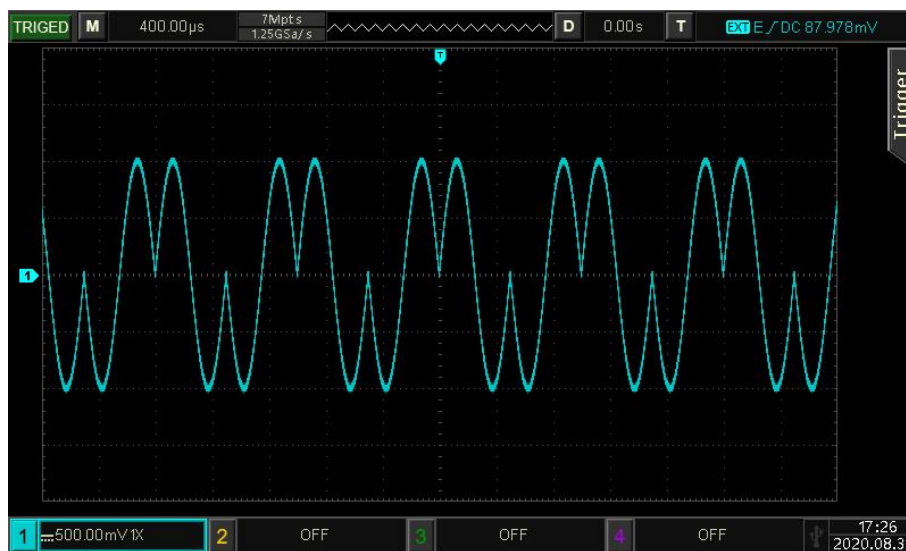 TRIGED M 400.00μs 7Mpts D 0.00s T EXT E DC 87.978mV
1.25GSa/s
T
Trigger
1
1 500.00mV 1X 2 OFF 3 OFF 4 OFF 17:26
2020.08.3